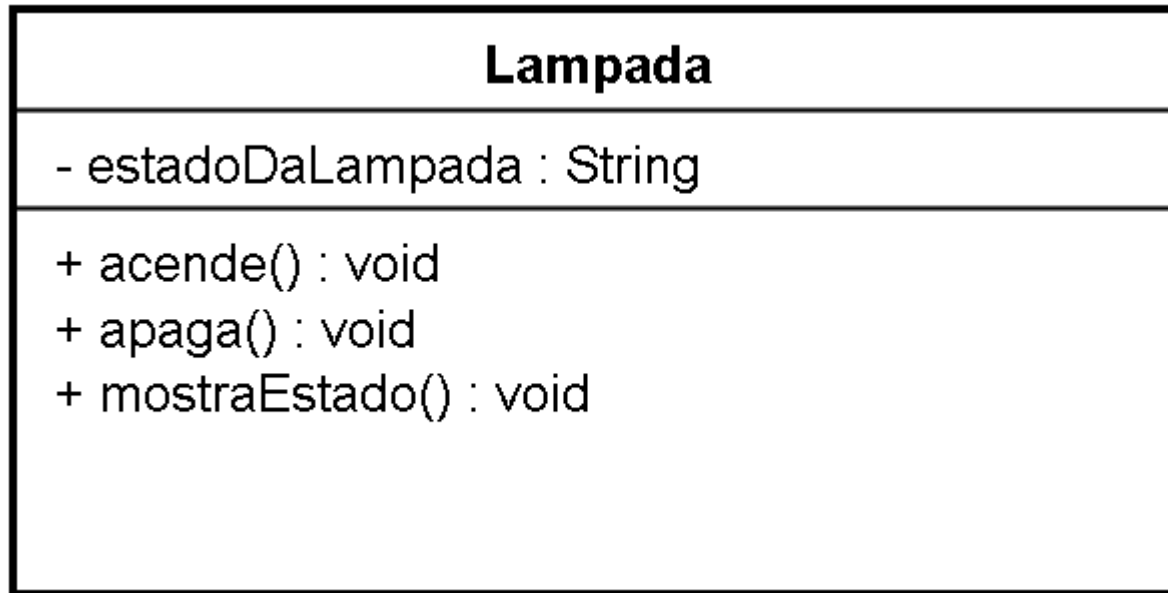 Lampada
- estadoDaLampada : String
+ acende() : void
+ apaga() : void
+ mostraEstado() : void